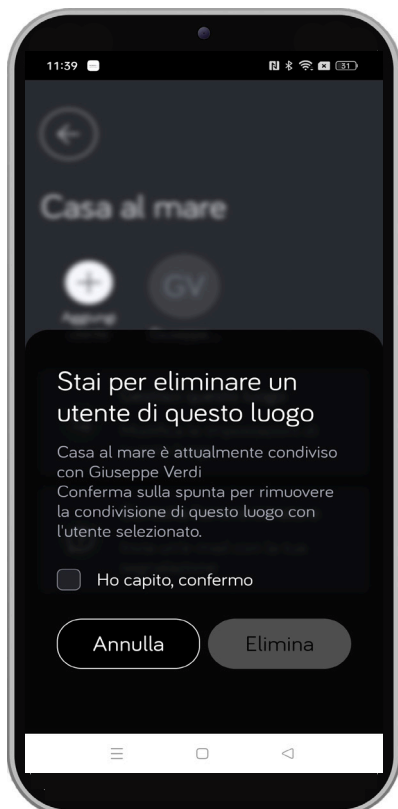 11:39
31
Casa al mare
GV
Aggiungi
Stai per eliminare un
utente di questo luogo
Casa al mare è attualmente condiviso
con Giuseppe Verdi
Conferma sulla spunta per rimuovere
la condivisione di questo luogo con
l'utente selezionato.
Ho capito, confermo
Annulla
Elimina